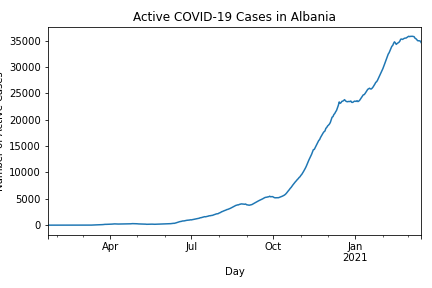 Active COVID-19 Cases in Albania
35000
30000
25000
20000
15000
10000
5000
0
Number of Active Cases
Apr
Jul
Oct
Jan
2021
Day